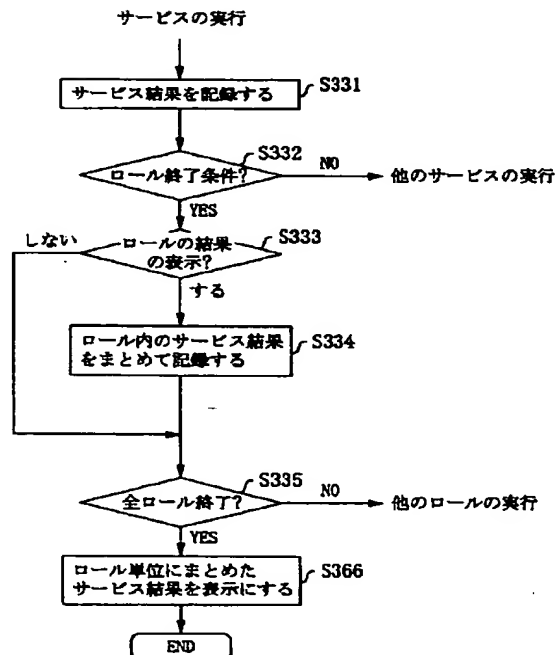 サービスの実行
サービス結果を記録する
S331
ロール終了条件?
S332
NO
他のサービスの実行
YES
しない
ロールの結果
の表示?
S333
する
ロール内のサービス結果
をまとめて記録する
S334
全ロール終了?
S335
NO
他のロールの実行
YES
ロール単位にまとめた
サービス結果を表示にする
S366
END